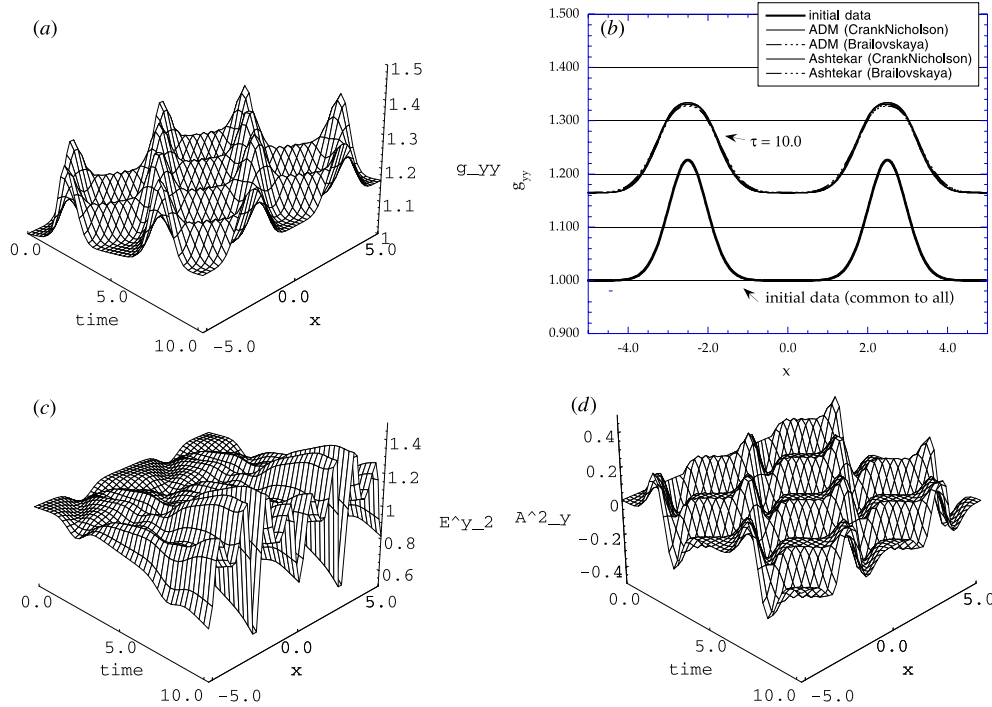 (a)
1.5
1.4
1.3
1.2
1.1
1
g_yy
0.0
5.0
time
10.0
-5.0
0.0
x
5.0
(b)
1.500
1.400
1.300
1.200
1.100
1.000
0.900
g_yy
initial data
ADM (CrankNicholson)
ADM (Brailovskaya)
Ashtekar (CrankNicholson)
Ashtekar (Brailovskaya)
τ = 10.0
initial data (common to all)
-4.0
-2.0
0.0
2.0
4.0
x
(c)
1.4
1.2
1
0.8
0.6
E^y_2
0.0
5.0
time
10.0
-5.0
0.0
x
5.0
(d)
A^2_y
0.4
0.2
0
-0.2
-0.4
0.0
5.0
time
10.0
-5.0
0.0
x
5.0